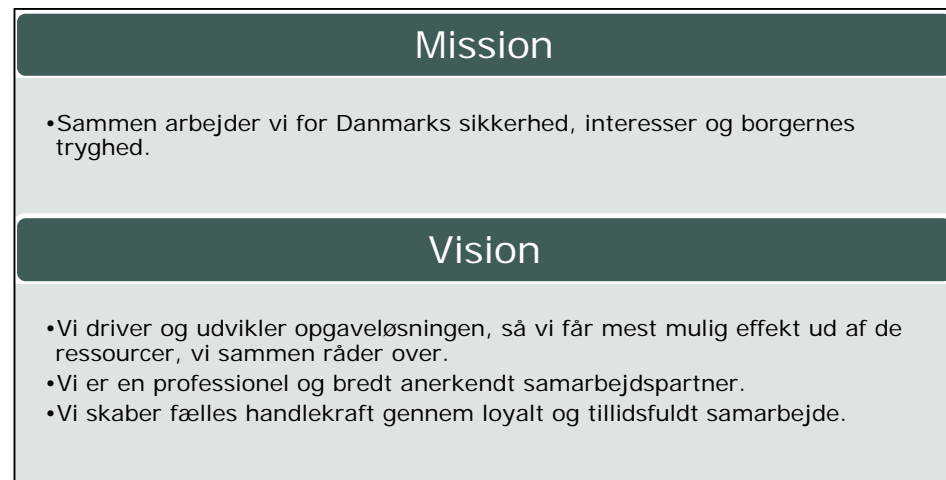 Mission
•Sammen arbejder vi for Danmarks sikkerhed, interesser og borgernes
tryghed.
Vision
•Vi driver og udvikler opgaveløsningen, så vi får mest mulig effekt ud af de
ressourcer, vi sammen råder over.
•Vi er en professionel og bredt anerkendt samarbejdspartner.
•Vi skaber fælles handlekraft gennem loyalt og tillidsfuldt samarbejde.